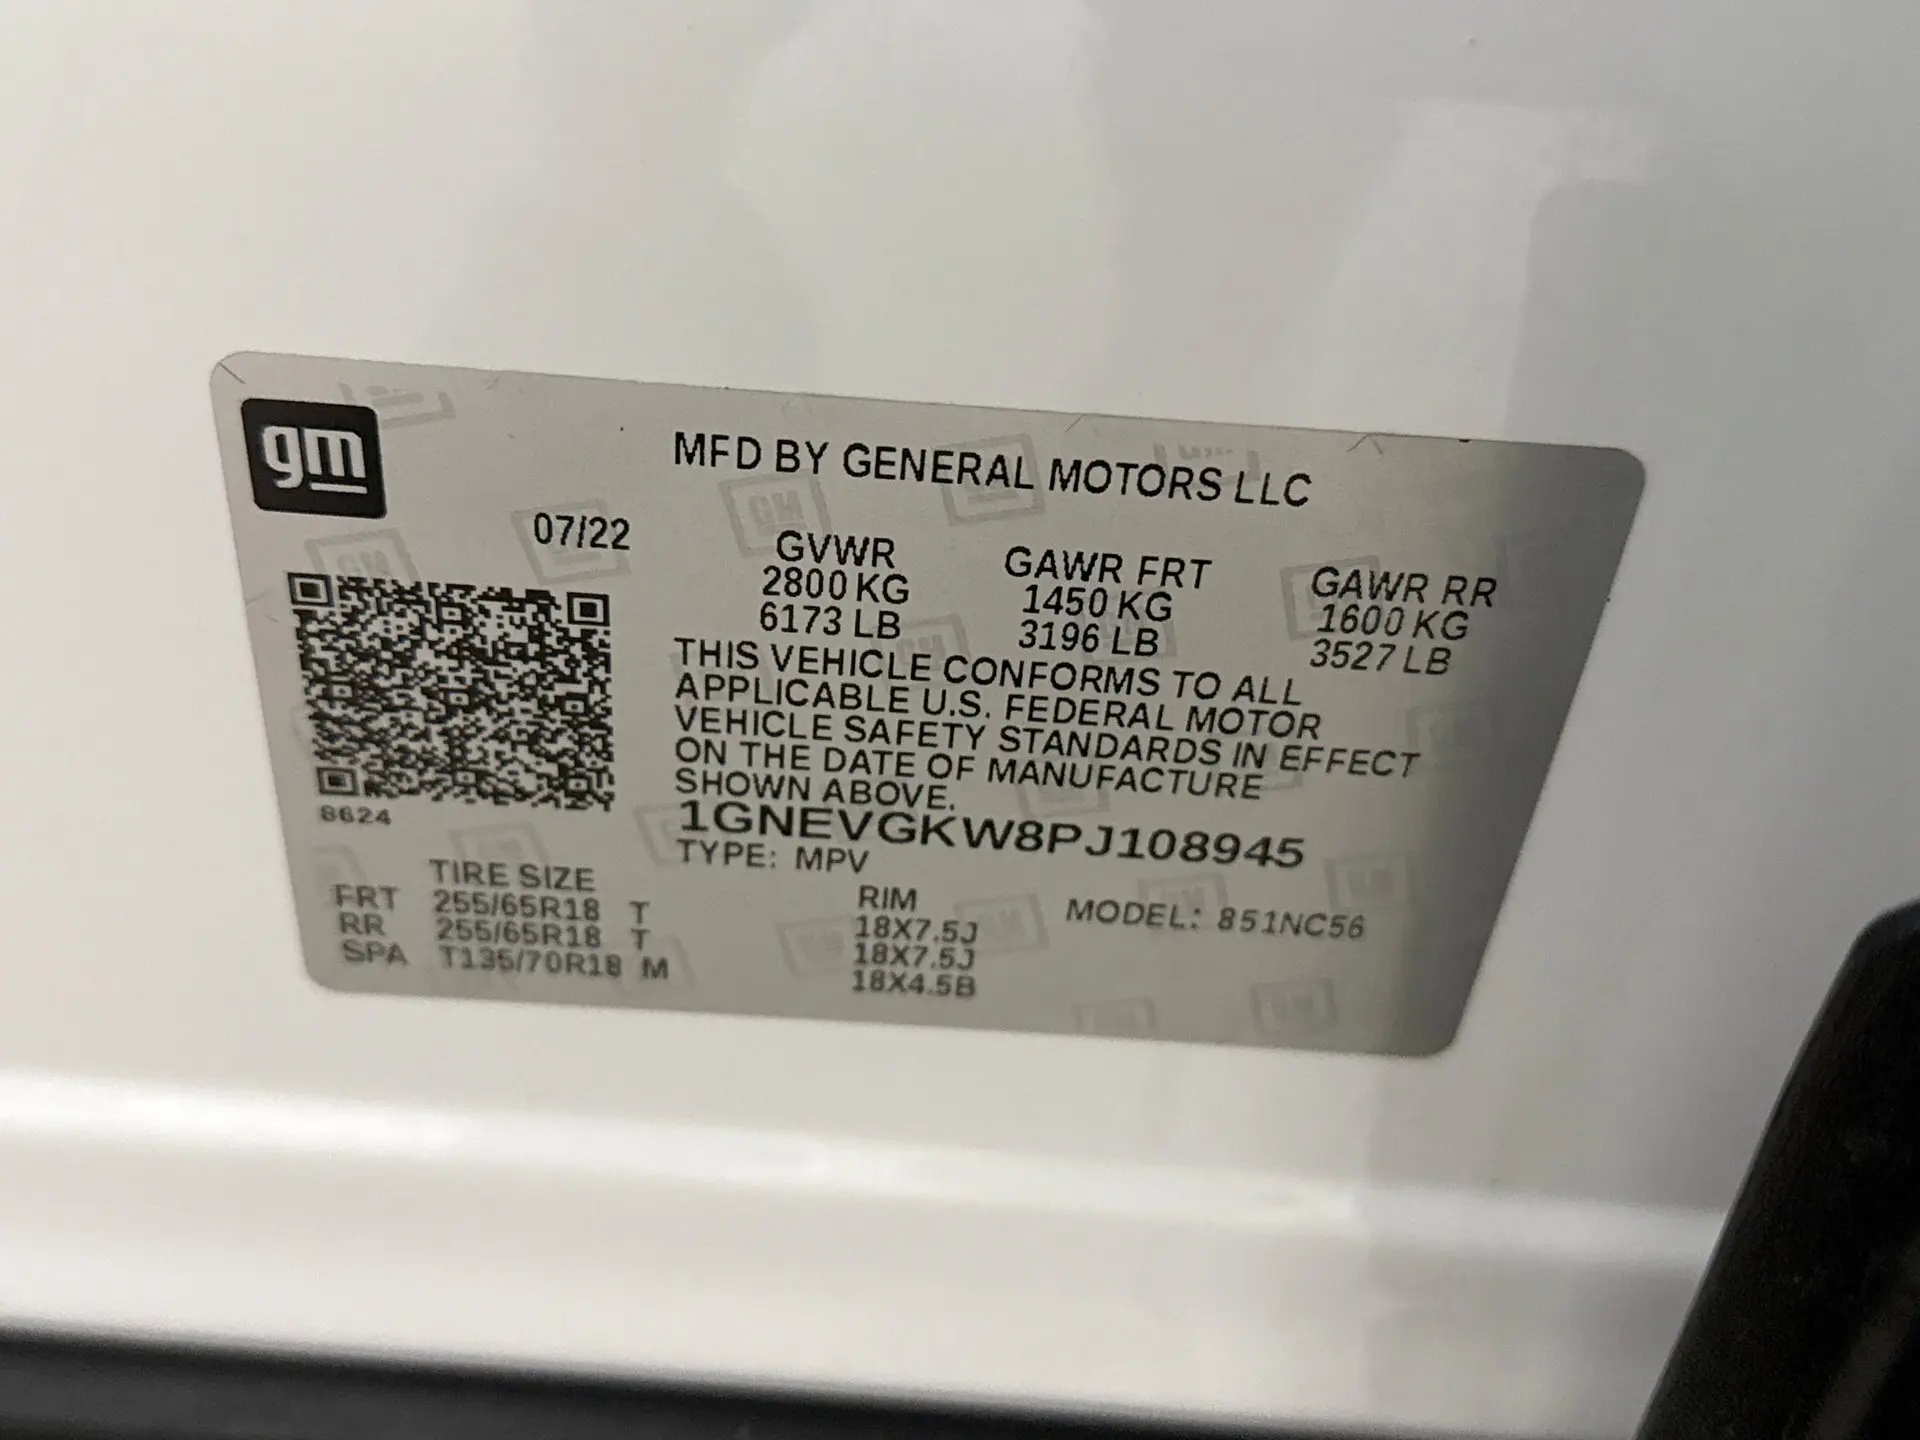 gm
MFD BY GENERAL MOTORS LLC
07/22
GVWR GAWR FRT GAWR RR
2800 KG 1450 KG 1600 KG
6173 LB 3196 LB 3527 LB
THIS VEHICLE CONFORMS TO ALL
APPLICABLE U.S. FEDERAL MOTOR
VEHICLE SAFETY STANDARDS IN EFFECT
ON THE DATE OF MANUFACTURE
SHOWN ABOVE.
8624
1GNEVGKW8PJ108945
TYPE: MPV
TIRE SIZE RIM MODEL: 851NC56
FRT 255/65R18 T 18X7.5J
RR 255/65R18 T 18X7.5J
SPA T135/70R18 M 18X4.5B